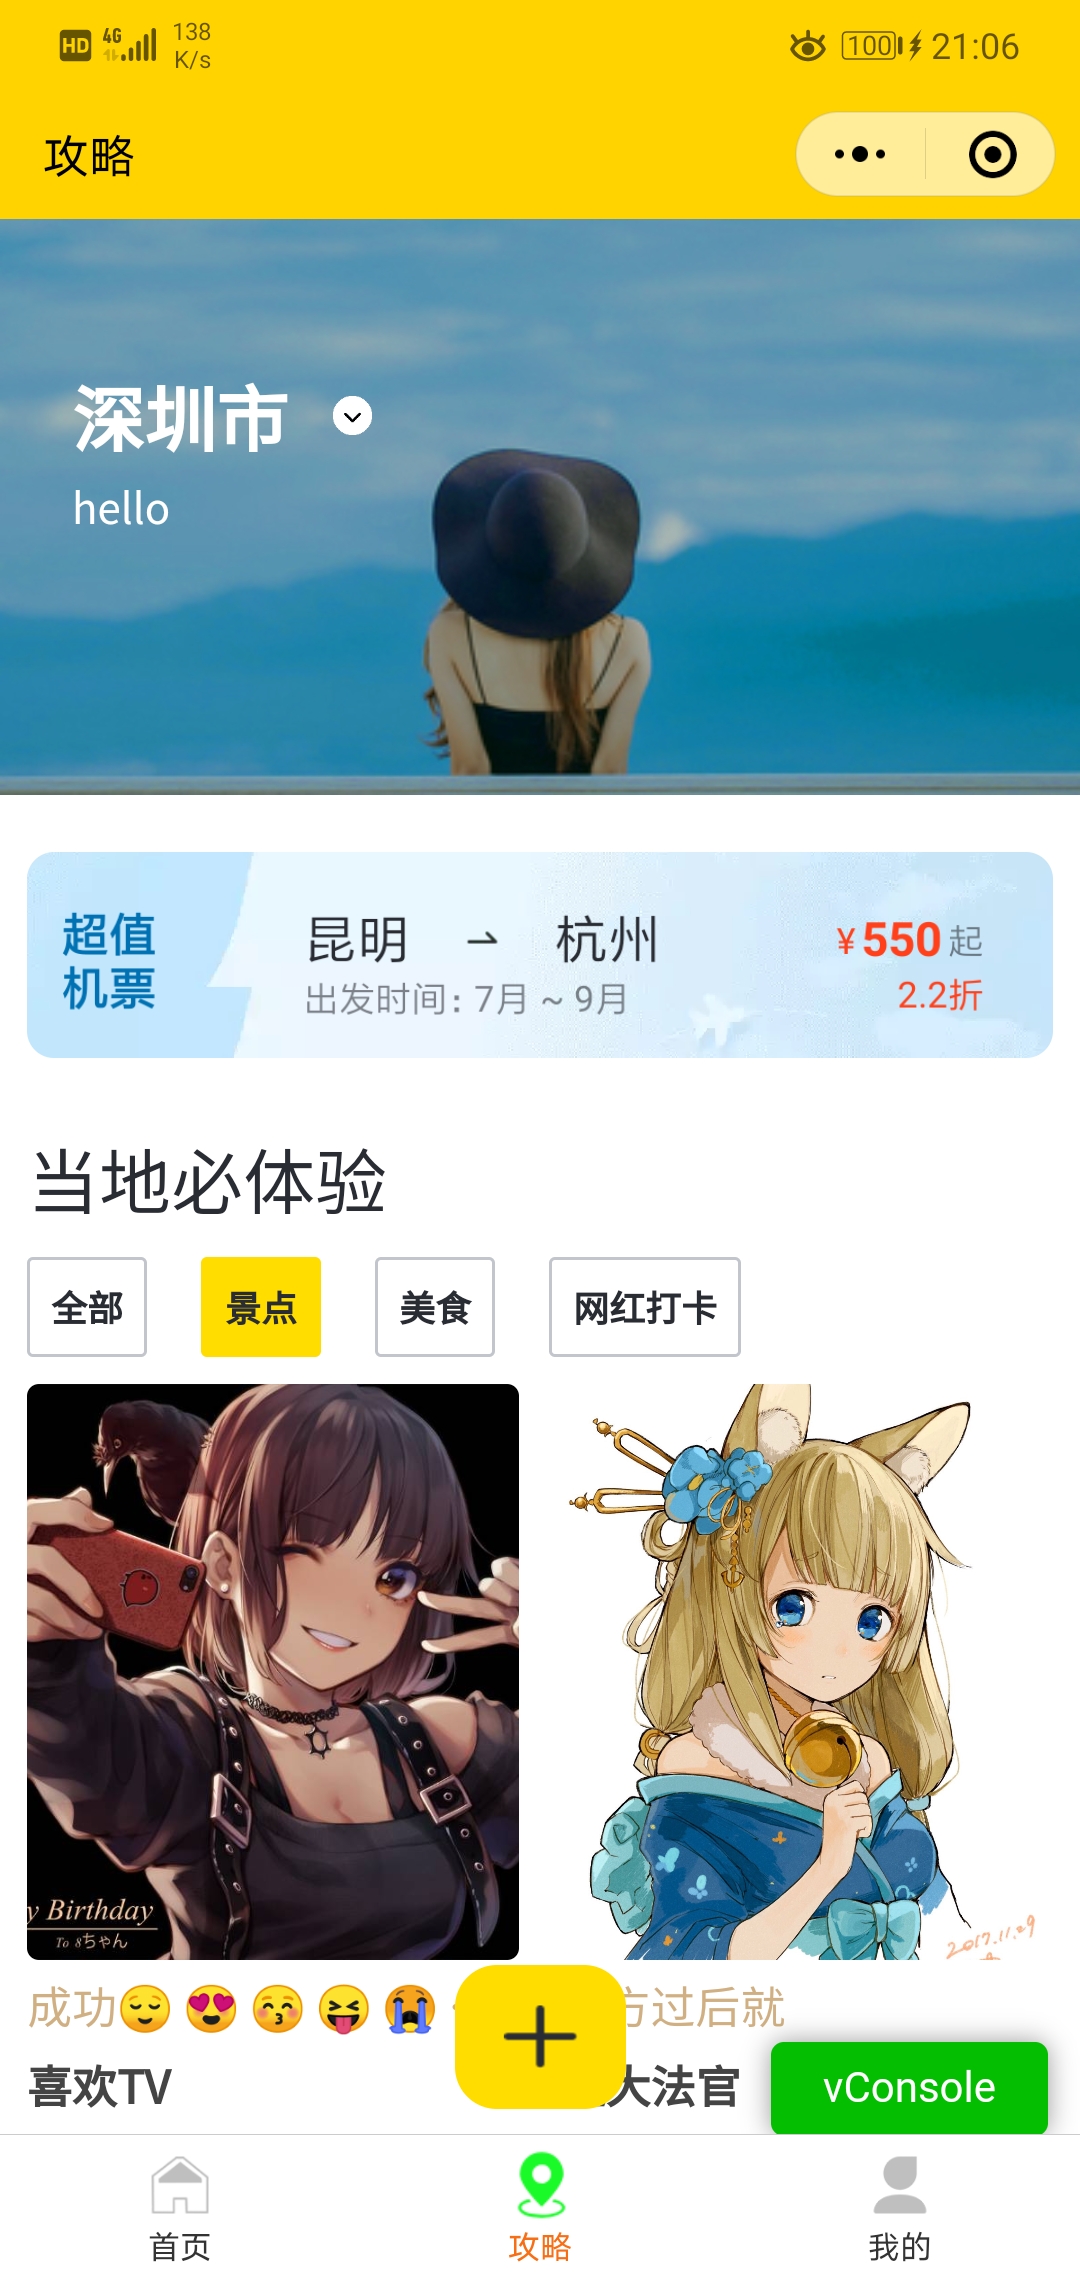 HD 4G 138 K/s 100 21:06
攻略
深圳市
hello
超值
机票
昆明 杭州
出发时间: 7月 ~ 9月
¥550起
2.2折
当地必体验
全部 景点 美食 网红打卡
y Birthday
To 8ちゃん
2017.11.29
成功😌😍😚😝😭
方过后就
喜欢TV
大法官
vConsole
首页 攻略 我的